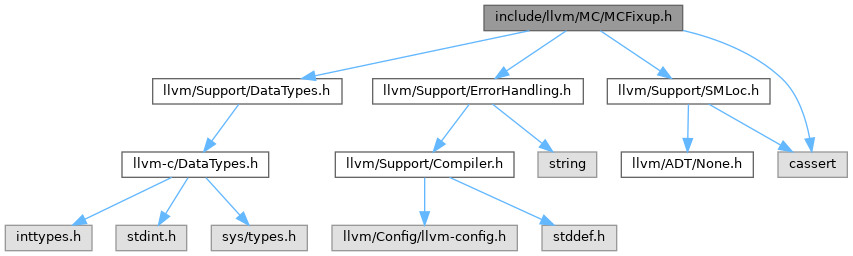 include/llvm/MC/MCFixup.h
llvm/Support/DataTypes.h
llvm/Support/ErrorHandling.h
llvm/Support/SMLoc.h
llvm-c/DataTypes.h
llvm/Support/Compiler.h
string
llvm/ADT/None.h
cassert
inttypes.h
stdint.h
sys/types.h
llvm/Config/llvm-config.h
stddef.h